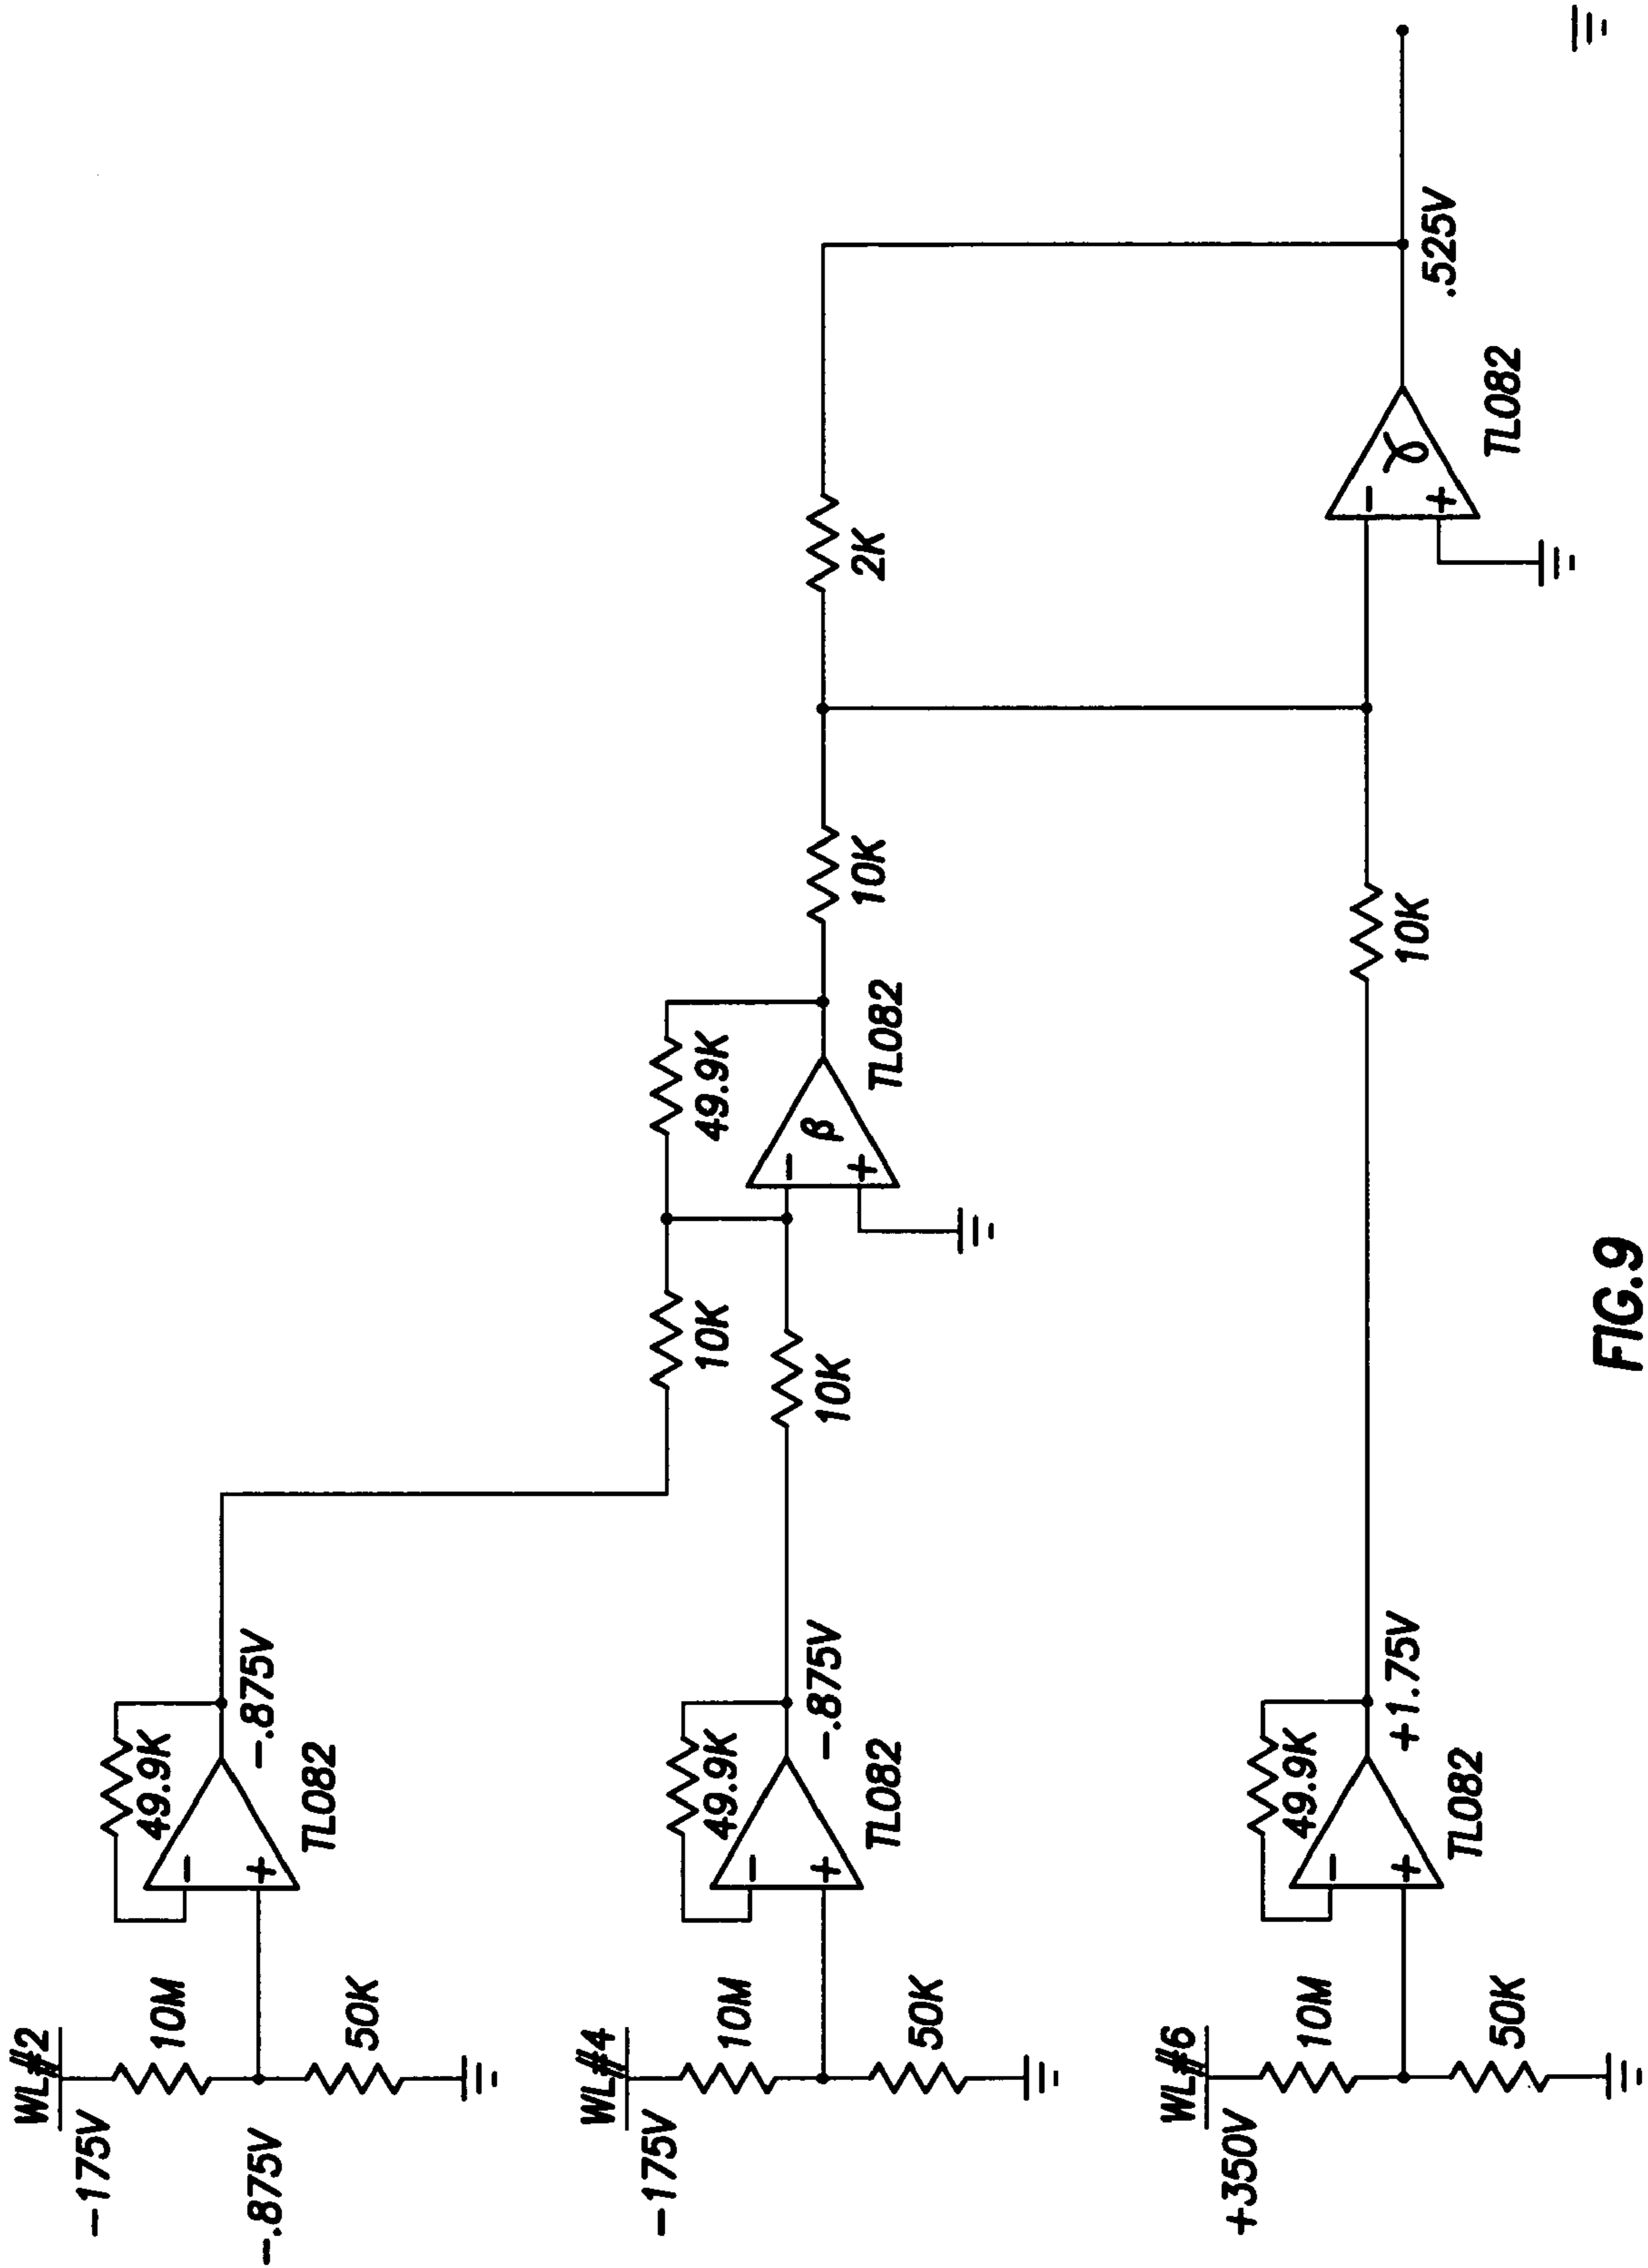 WL#2
-175V
10M
-.875V
50K
49.9K
-
+
-.875V
TL082
10K
WL#4
-175V
10M
50K
49.9K
-
+
-.875V
TL082
10K
49.9K
-
+
β
TL082
10K
2K
WL#6
+350V
10M
50K
49.9K
-
+
+1.75V
TL082
10K
-
+
γ
TL082
.525V
FIG.9